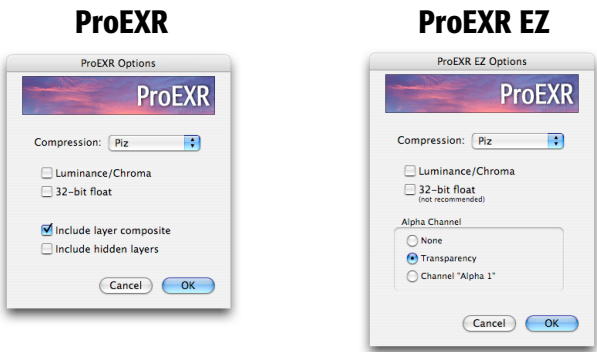 ProEXR
ProEXR Options
ProEXR
Compression: Piz
Luminance/Chroma
32-bit float
Include layer composite
Include hidden layers
Cancel OK
ProEXR EZ
ProEXR EZ Options
ProEXR
Compression: Piz
Luminance/Chroma
32-bit float
(not recommended)
Alpha Channel
None
Transparency
Channel "Alpha 1"
Cancel OK